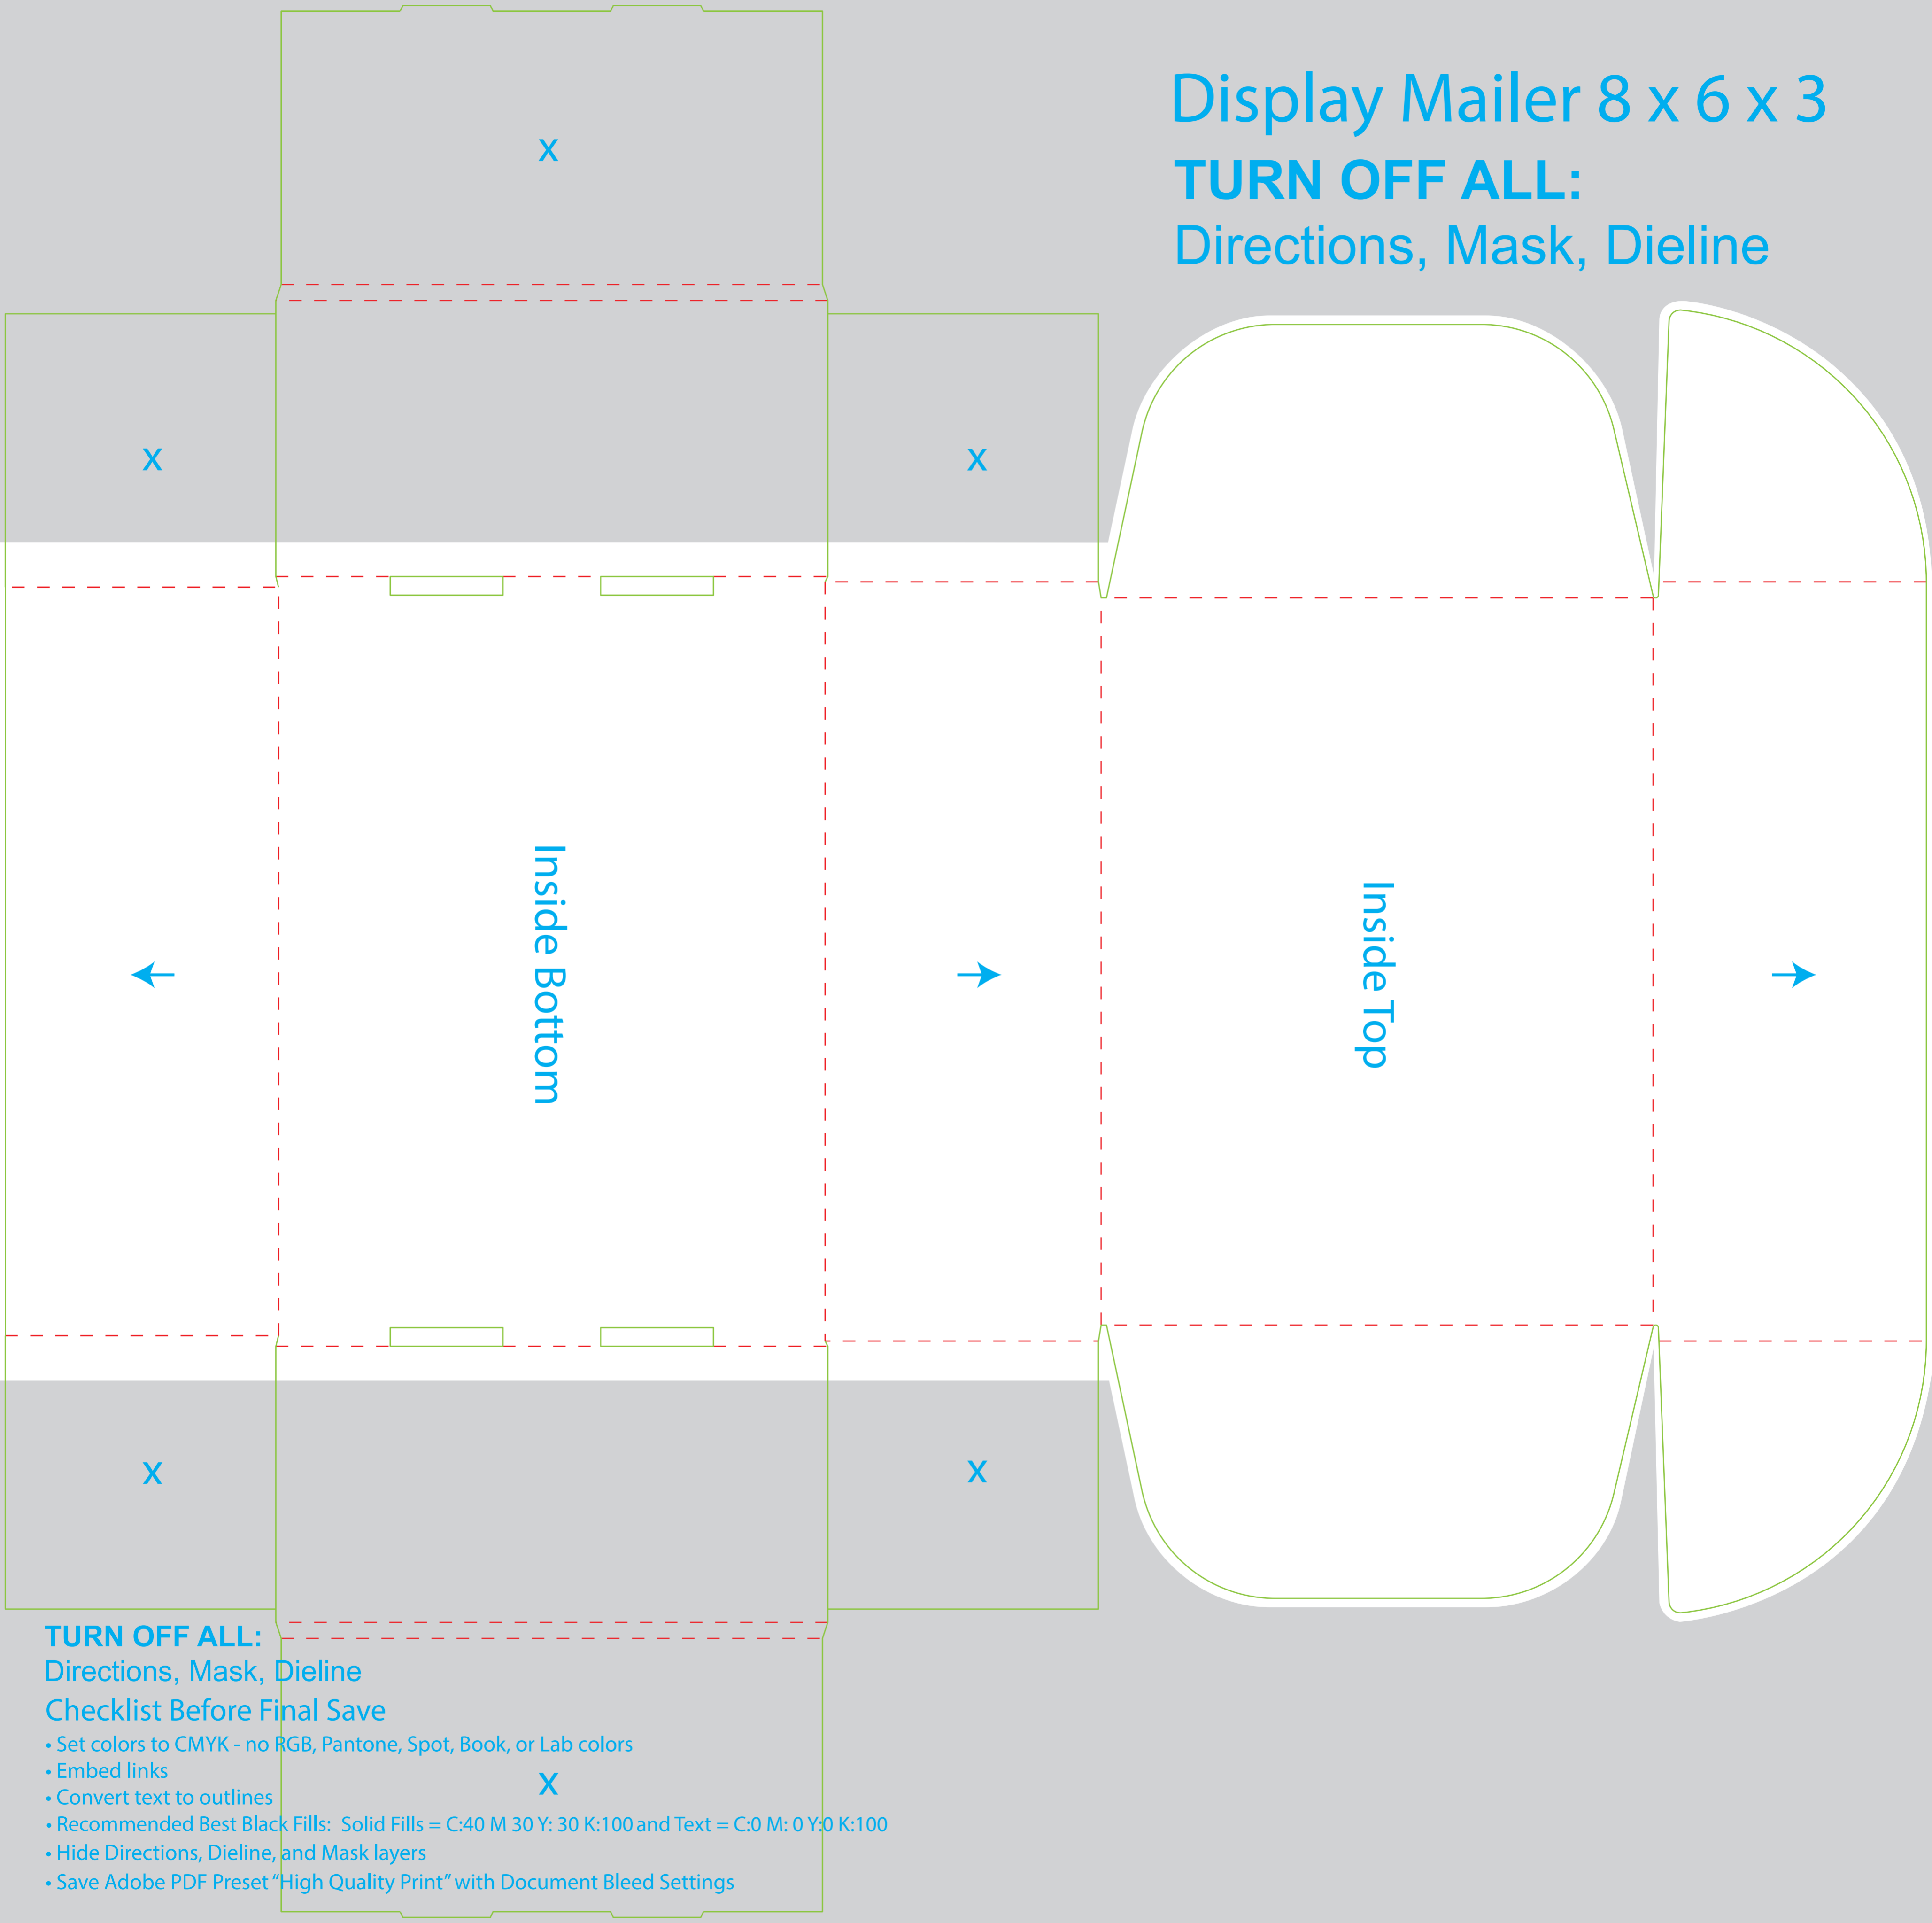 Display Mailer 8 x 6 x 3
TURN OFF ALL:
Directions, Mask, Dieline
x
x
x
Inside Bottom
Inside Top
x
x
TURN OFF ALL:
Directions, Mask, Dieline
Checklist Before Final Save
• Set colors to CMYK - no RGB, Pantone, Spot, Book, or Lab colors
• Embed links
x
• Convert text to outlines
• Recommended Best Black Fills:  Solid Fills = C:40 M 30 Y: 30 K:100 and Text = C:0 M: 0 Y:0 K:100
• Hide Directions, Dieline, and Mask layers
• Save Adobe PDF Preset “High Quality Print” with Document Bleed Settings